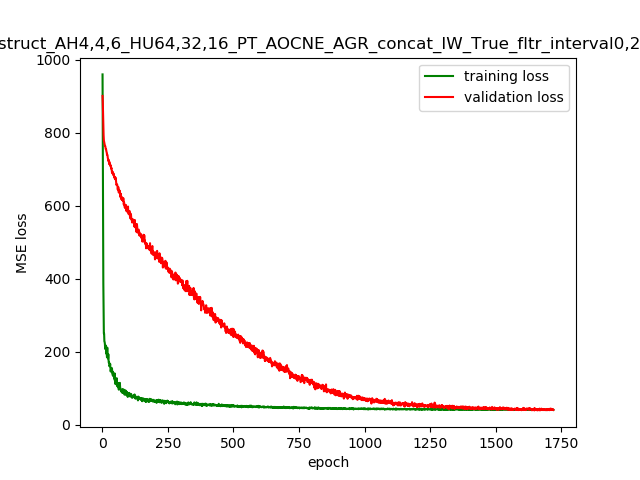 struct_AH4,4,6_HU64,32,16_PT_AOCNE_AGR_concat_IW_True_fltr_interval0,2
training loss
validation loss
MSE loss
1000
800
600
400
200
0
0 250 500 750 1000 1250 1500 1750
epoch